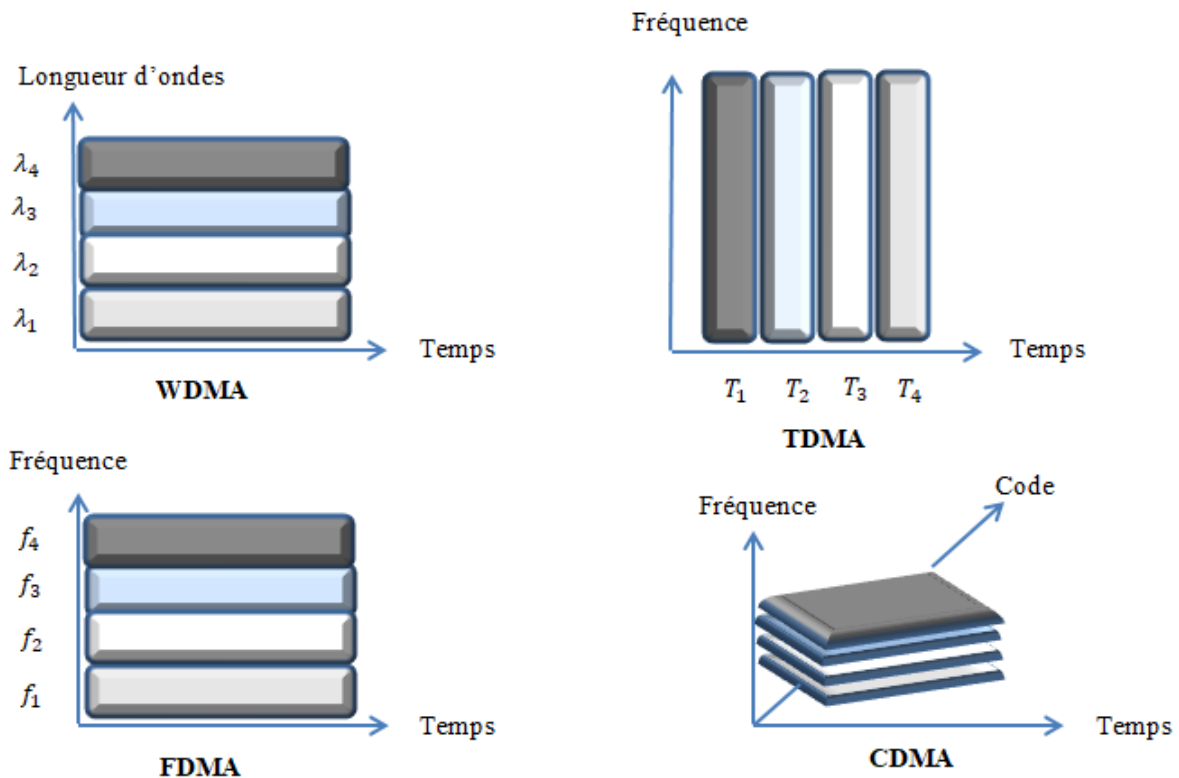 Longueur d'ondes
λ4
λ3
λ2
λ1
Temps
WDMA
Fréquence
Temps
T1 T2 T3 T4
TDMA
Fréquence
f4
f3
f2
f1
Temps
FDMA
Code
Fréquence
Temps
CDMA